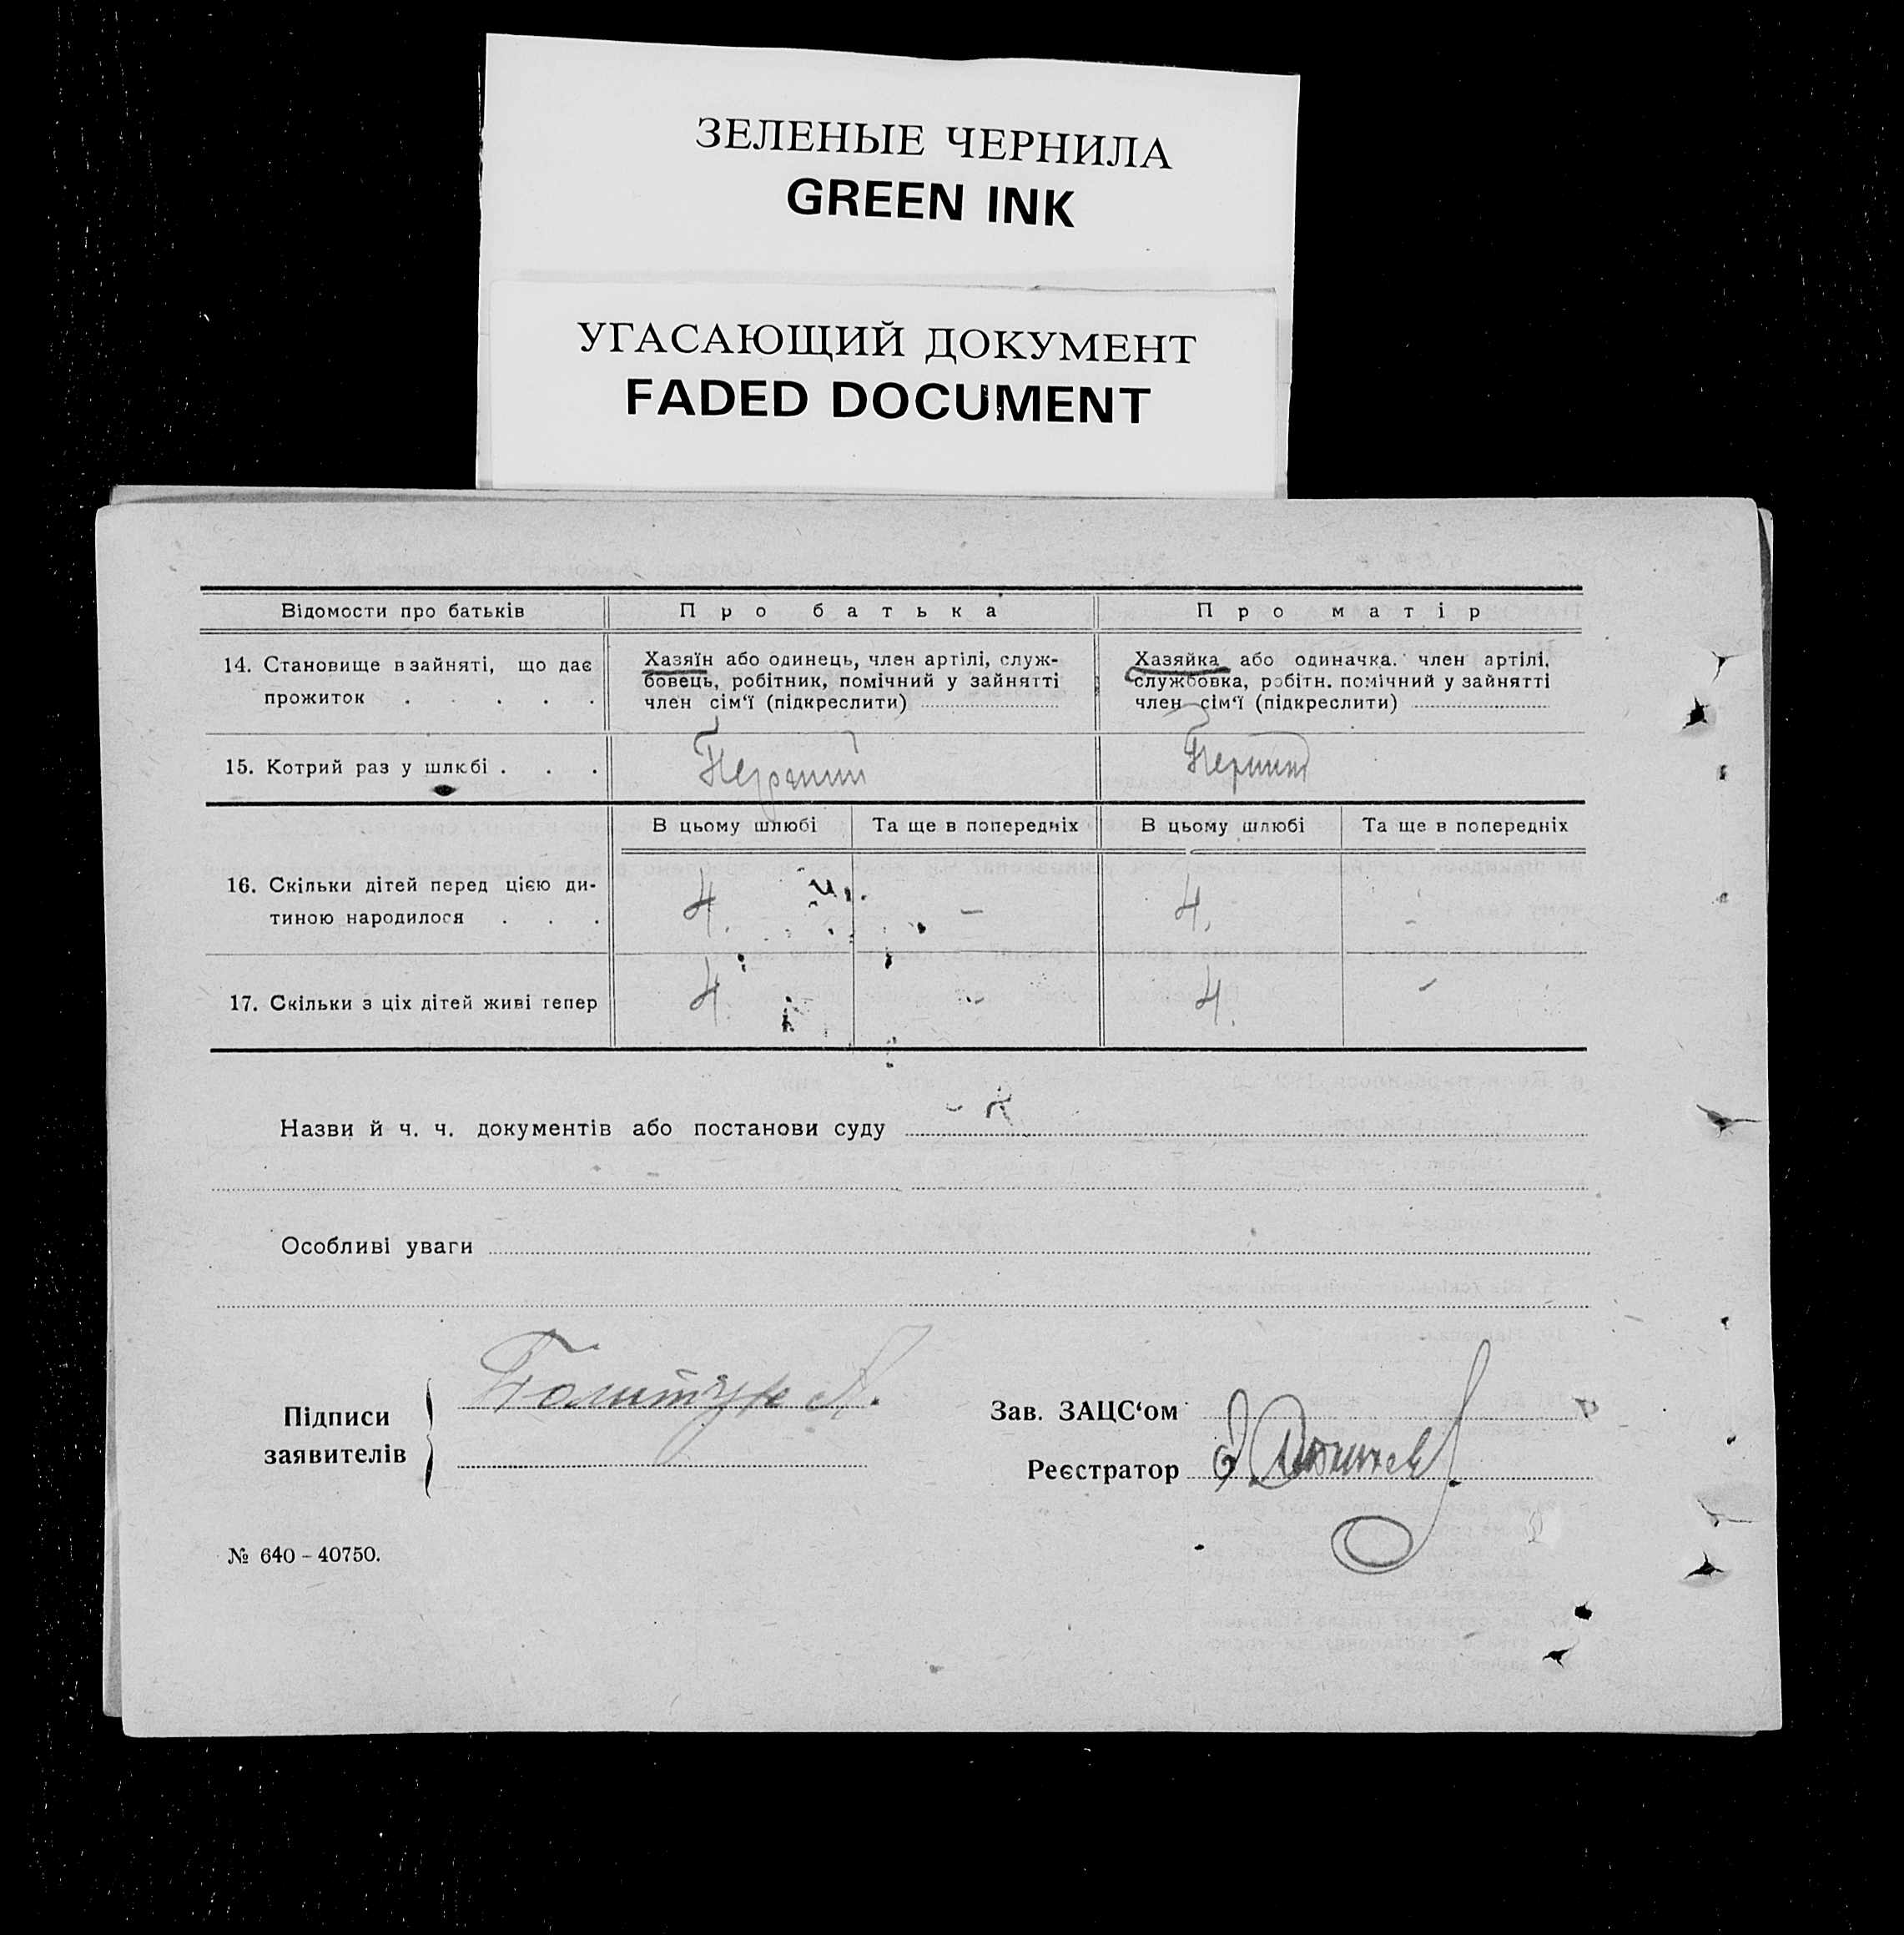 ЗЕЛЕНЫЕ ЧЕРНИЛА
GREEN INK
УГАСАЮЩИЙ ДОКУМЕНТ
FADED DOCUMENT
Відомости про батьків
Про батька
Про матір
14. Становище в зайняті, що дає
прожиток . . . .
Хазяїн або одинець, член артілі, служ-
бовець, робітник, помічний у зайнятті
член сім'ї (підкреслити)
Хазяйка або одиначка. член артілі,
службовка, робітн. помічний у зайнятті
член сім'ї (підкреслити)
15. Котрий раз у шлюбі . . .
Перший
Перший
В цьому шлюбі
Та ще в попередніх
В цьому шлюбі
Та ще в попередніх
16. Скільки дітей перед цією ди-
тиною народилося . . .
4.
-
4.
-
17. Скільки з ціх дітей живі тепер
4
-
4.
-
Назви й ч. ч. документів або постанови суду
Особливі уваги
Підписи
заявителів
Зав. ЗАЦС'ом
Реєстратор
№ 640 - 40750.